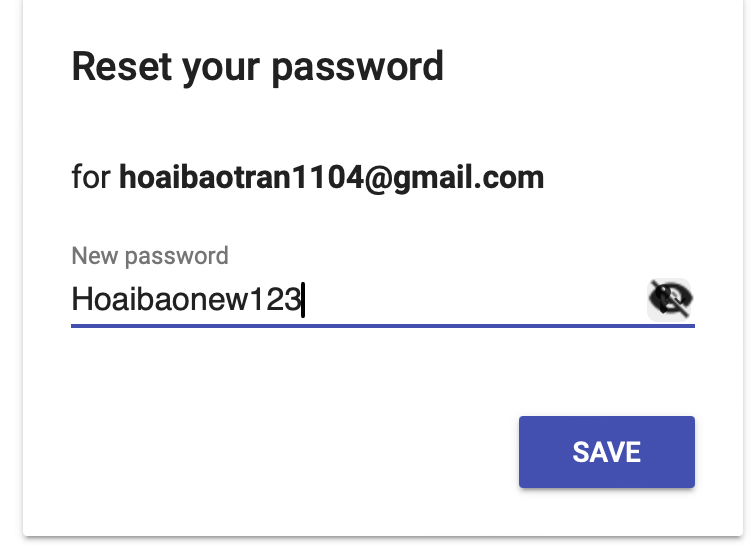 Reset your password
for hoaibaotran1104@gmail.com
New password
Hoaibaonew123
SAVE